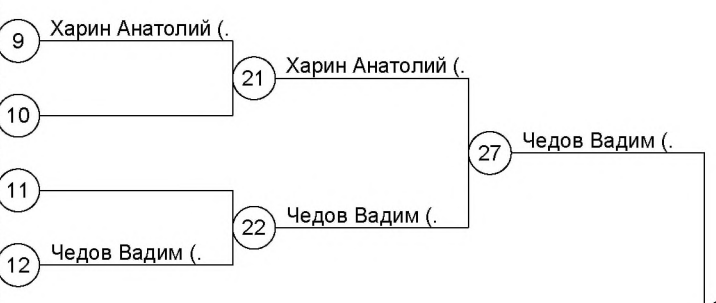 9 Харин Анатолий (.
21 Харин Анатолий (.
10
27 Чедов Вадим (.
11
22 Чедов Вадим (.
12 Чедов Вадим (.